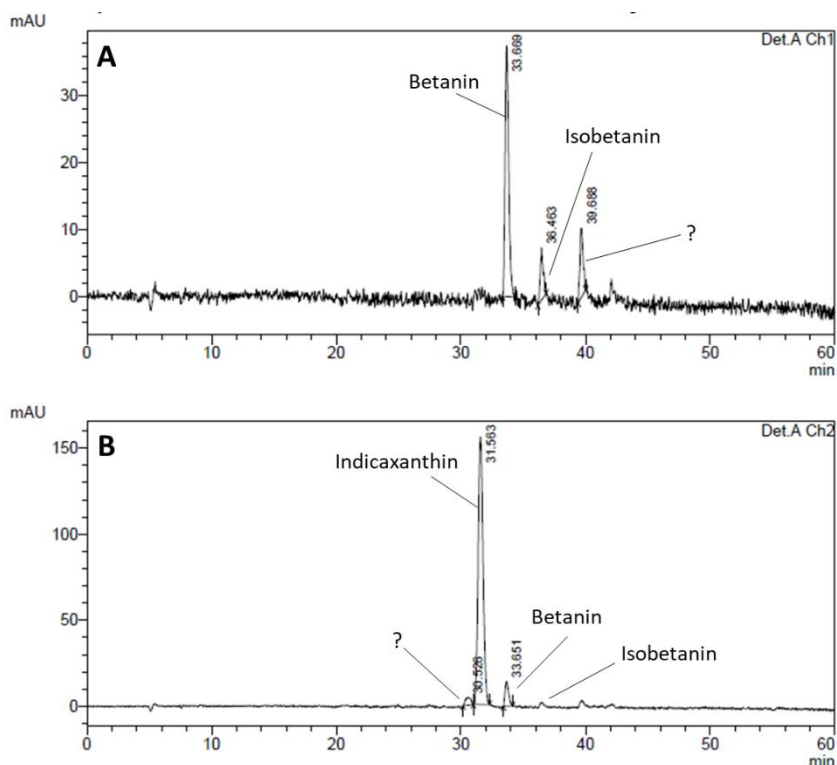 mAU
A
Det.A Ch1
33.669
Betanin
30
Isobetanin
20
36.463
39.688
10
?
0
0 10 20 30 40 50 60
min
mAU
B
Det.A Ch2
150
Indicaxanthin
31.563
100
50
?
30.526
33.651
Betanin
Isobetanin
0
0 10 20 30 40 50 60
min